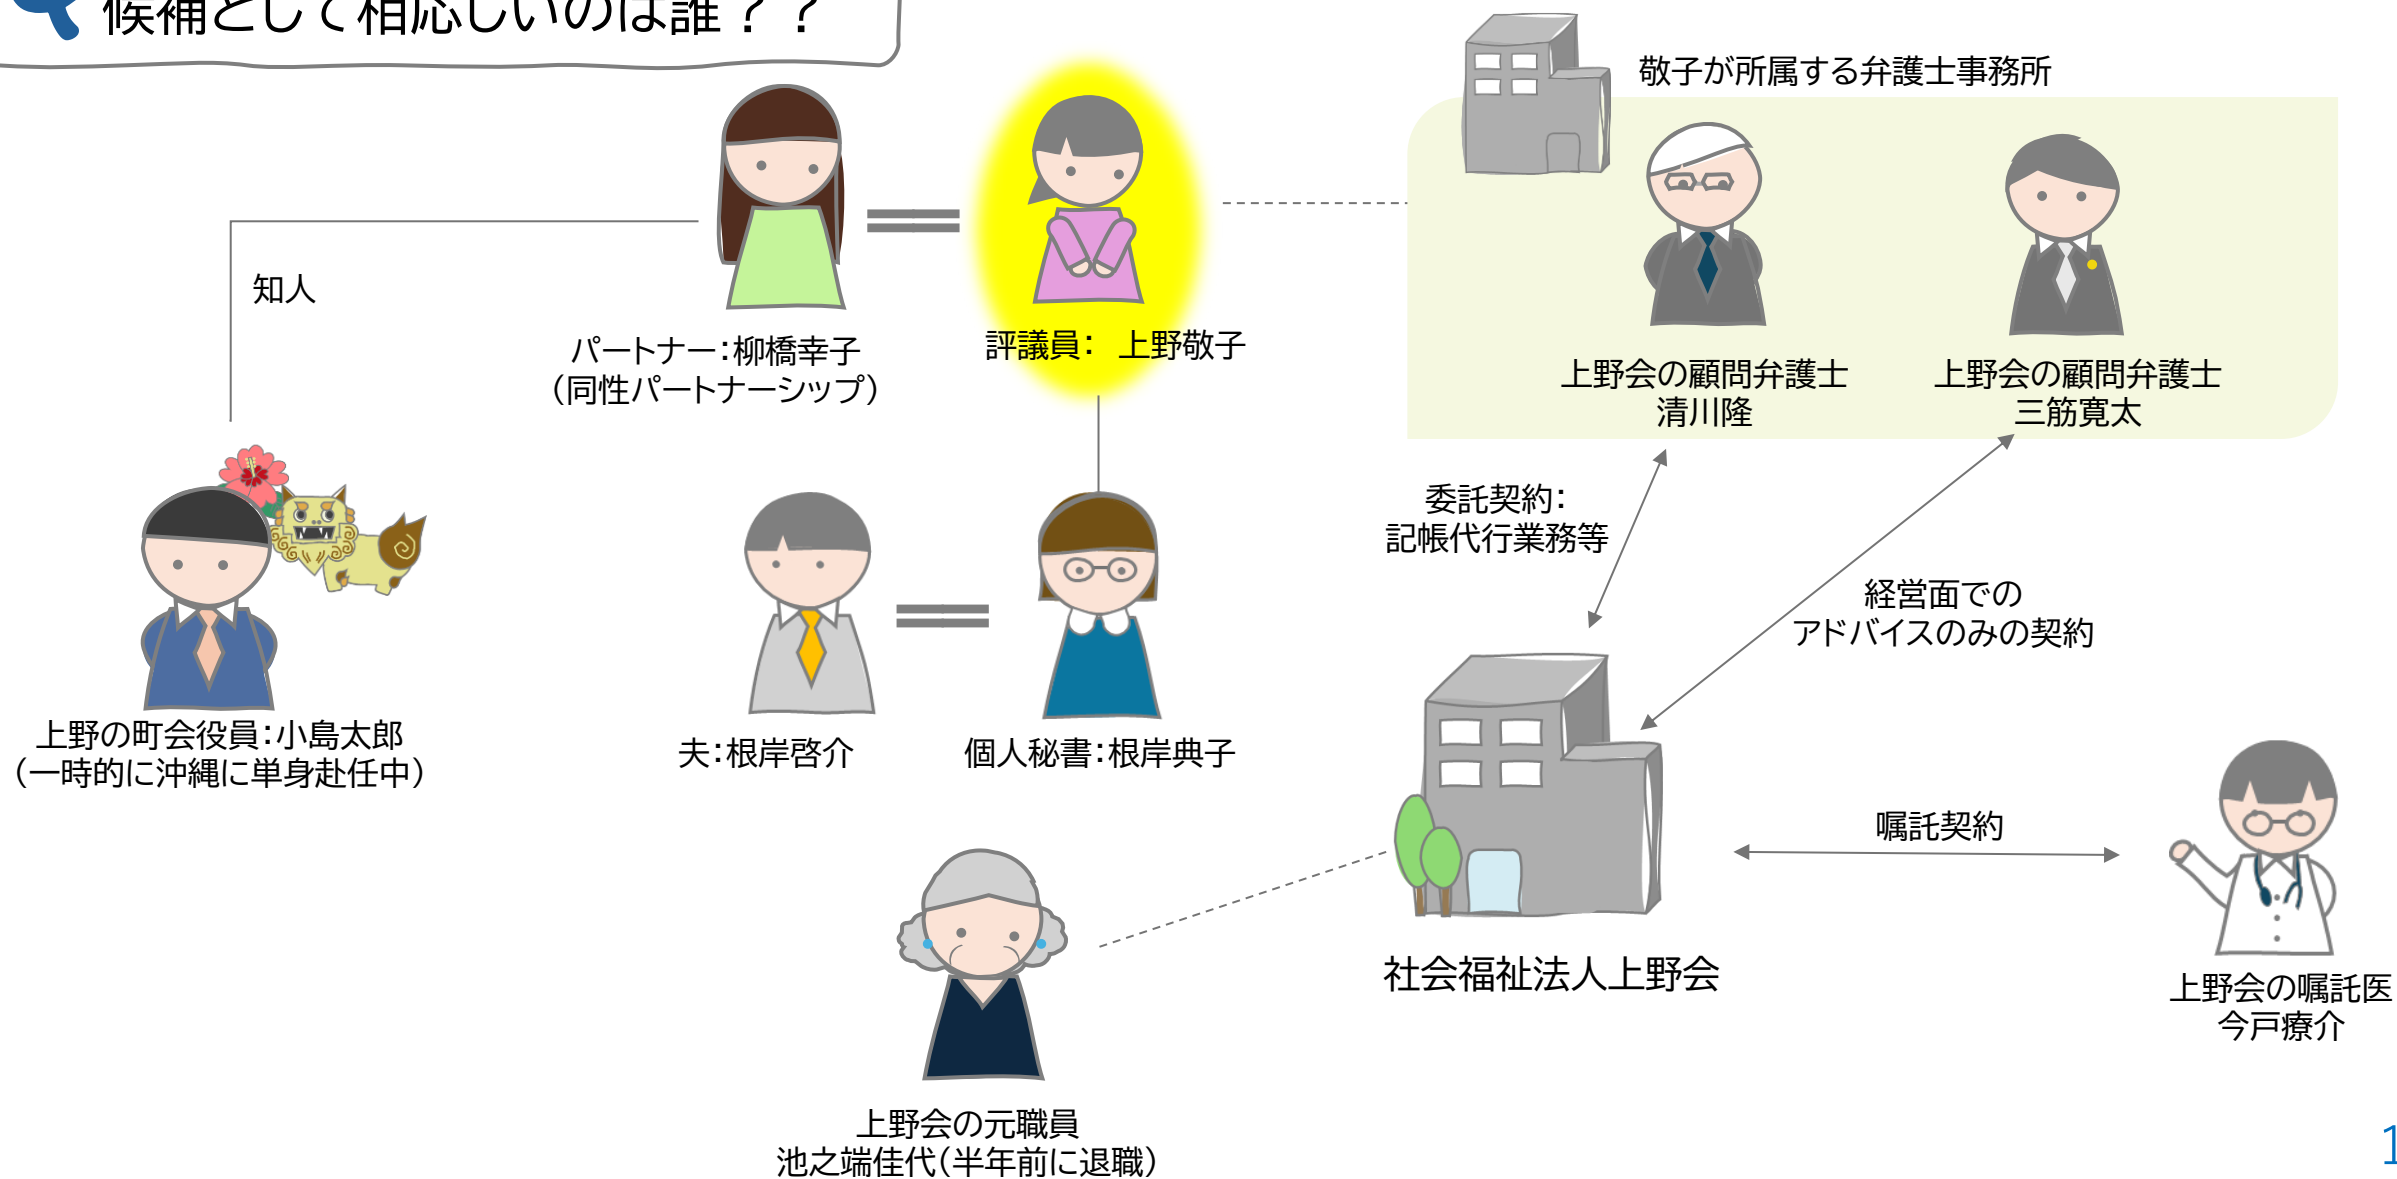 候補として相応しいのは誰？？
敬子が所属する弁護士事務所
知人
パートナー：柳橋幸子
（同性パートナーシップ）
評議員： 上野敬子
上野会の顧問弁護士
清川隆
上野会の顧問弁護士
三筋寛太
委託契約：
記帳代行業務等
経営面での
アドバイスのみの契約
上野の町会役員：小島太郎
（一時的に沖縄に単身赴任中）
夫：根岸啓介
個人秘書：根岸典子
嘱託契約
社会福祉法人上野会
上野会の嘱託医
今戸療介
上野会の元職員
池之端佳代（半年前に退職）